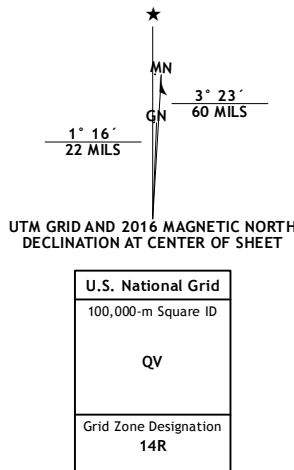 MN
3° 23´
60 MILS
GN
1° 16´
22 MILS
UTM GRID AND 2016 MAGNETIC NORTH
DECLINATION AT CENTER OF SHEET
U.S. National Grid
100,000-m Square ID
QV
Grid Zone Designation
14R